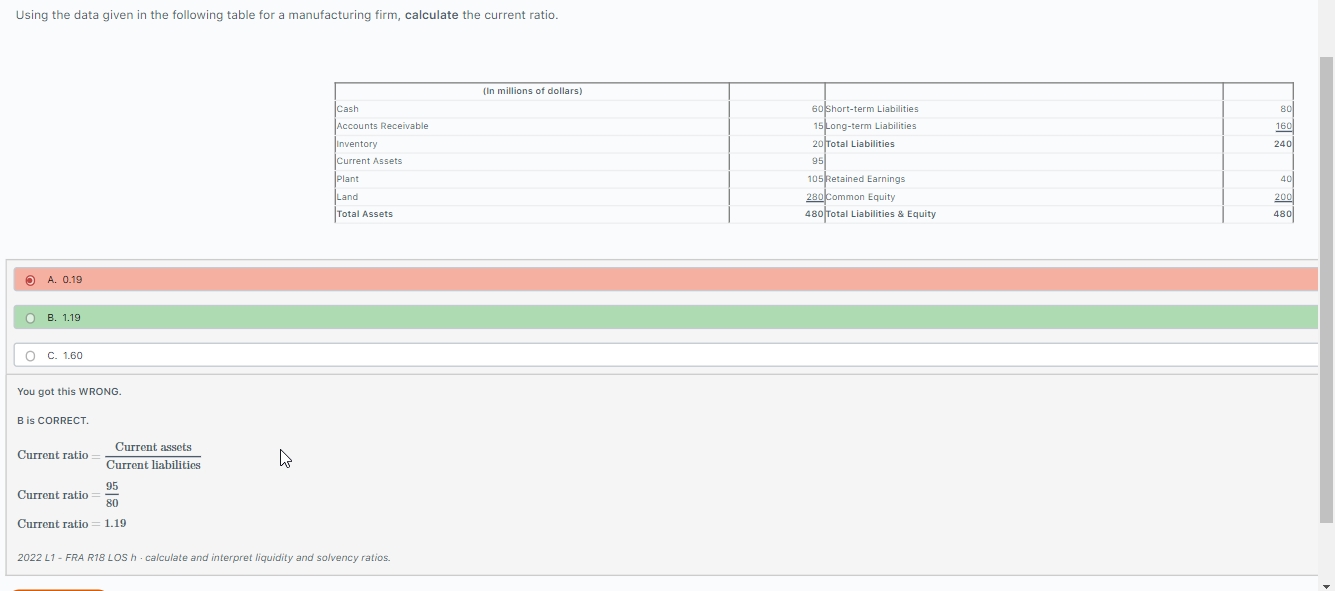 Using the data given in the following table for a manufacturing firm, calculate the current ratio.
(In millions of dollars)
Cash 60 Short-term Liabilities 80
Accounts Receivable 15 Long-term Liabilities 160
Inventory 20 Total Liabilities 240
Current Assets 95
Plant 105 Retained Earnings 40
Land 280 Common Equity 200
Total Assets 480 Total Liabilities & Equity 480
A. 0.19
B. 1.19
C. 1.60
You got this WRONG.
B is CORRECT.
Current ratio = Current assets / Current liabilities
Current ratio = 95 / 80
Current ratio = 1.19
2022 L1 - FRA R18 LOS h · calculate and interpret liquidity and solvency ratios.